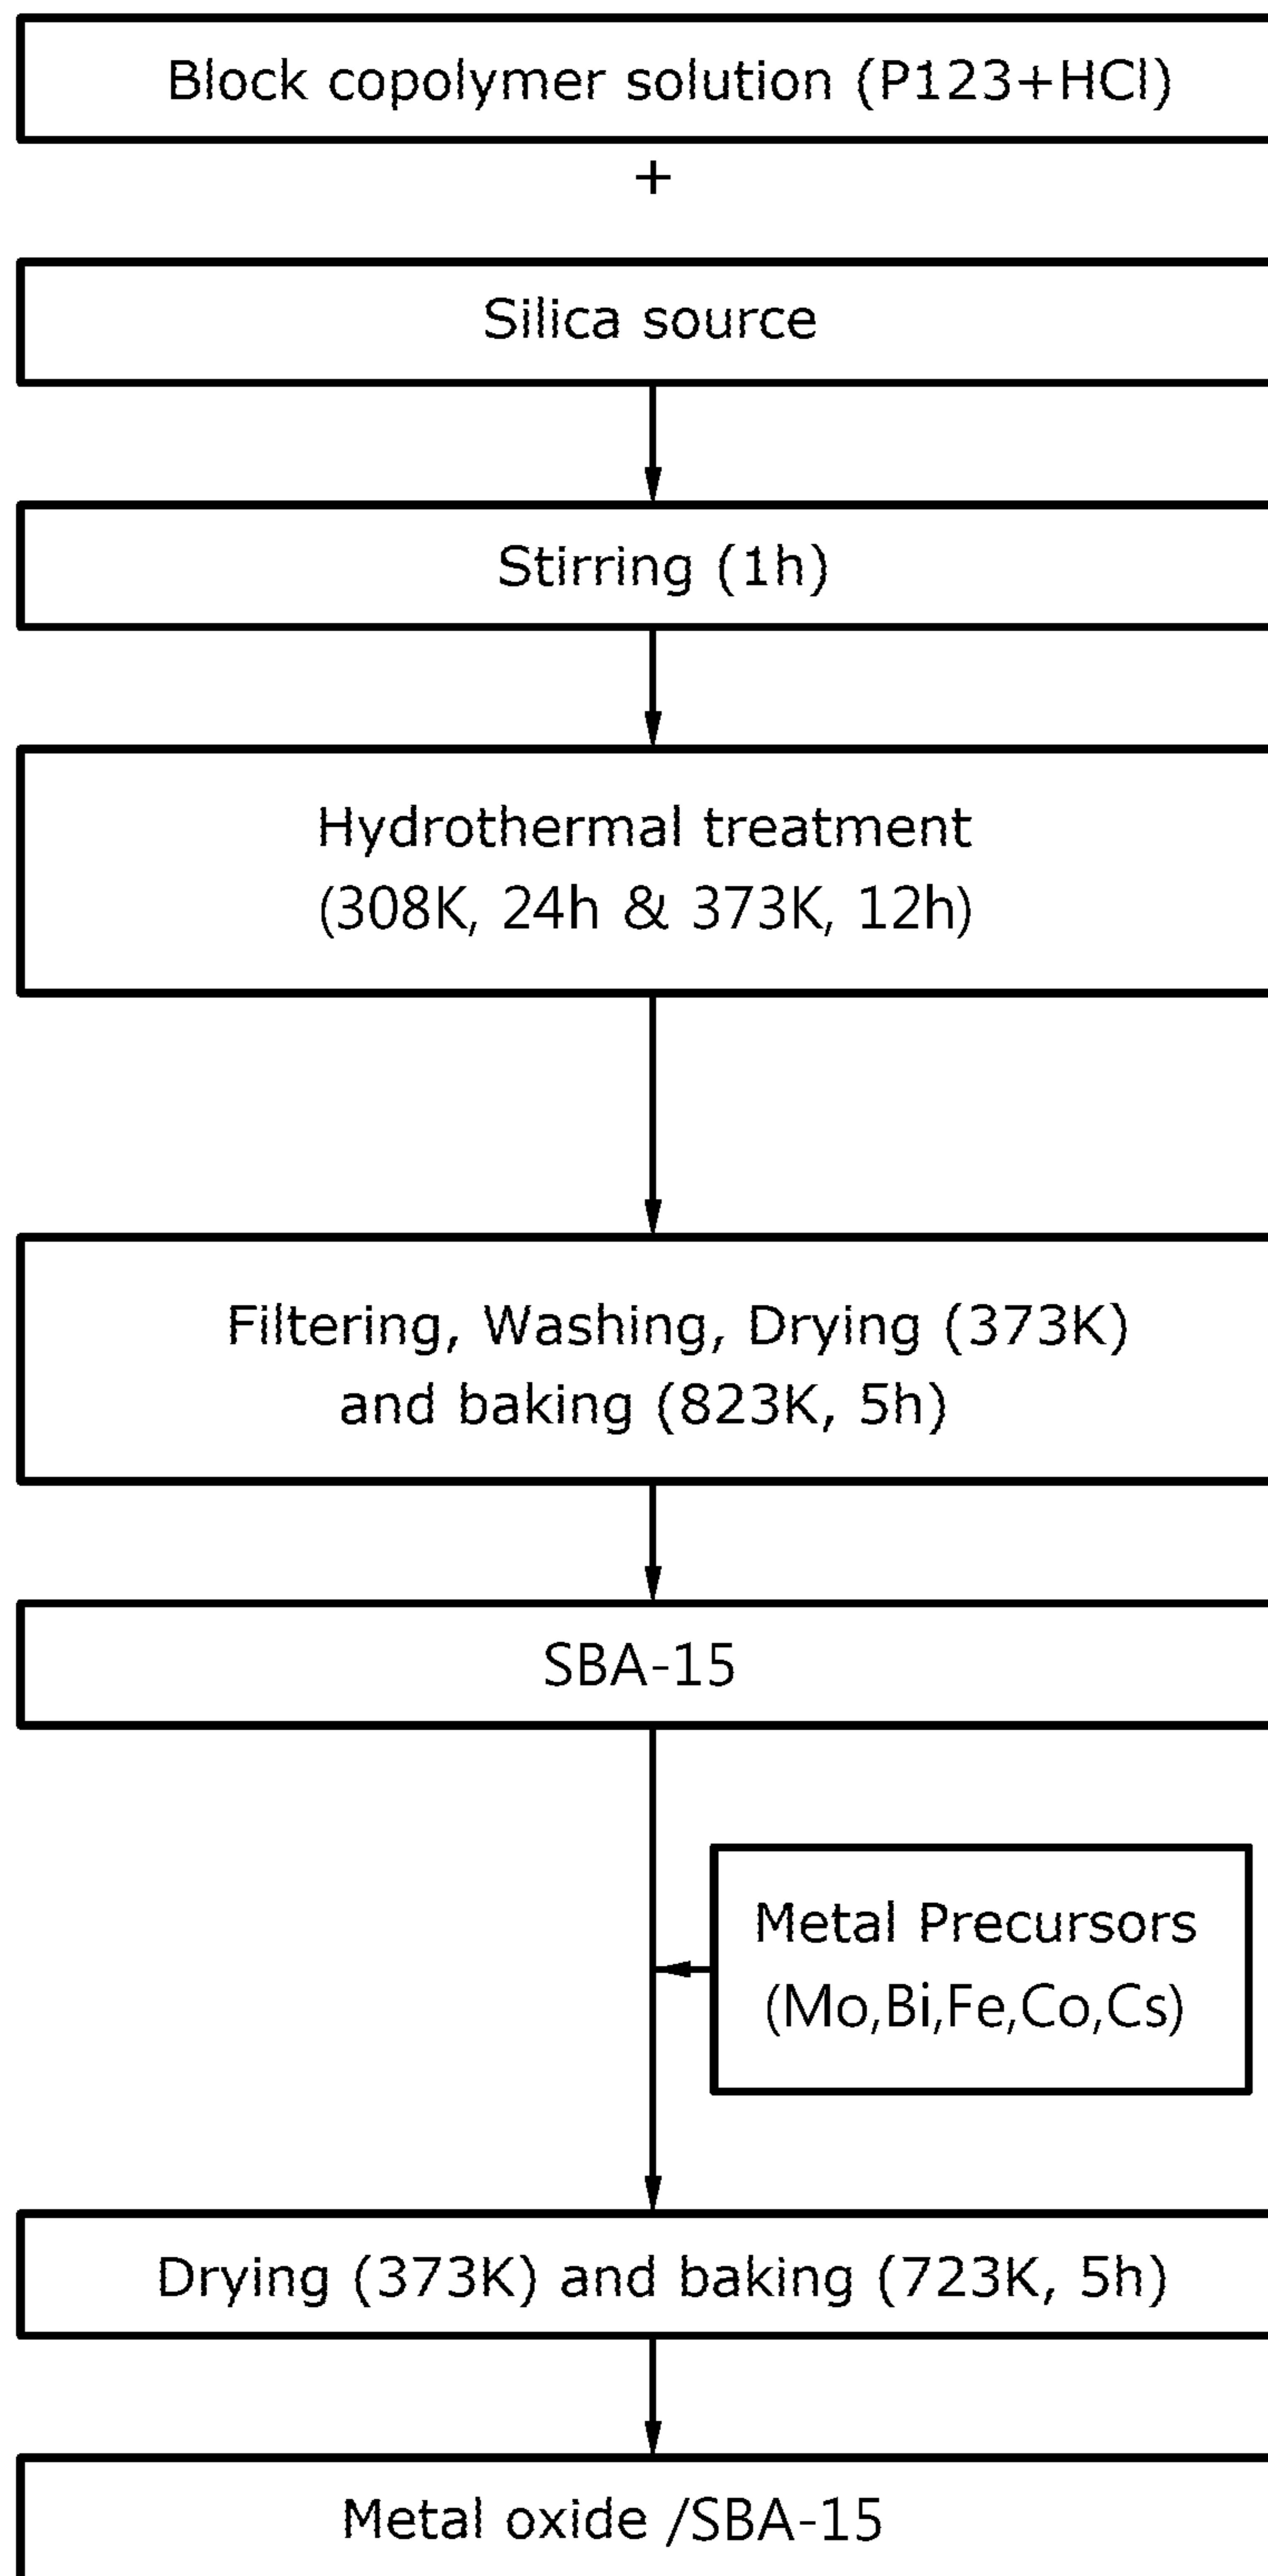 Block copolymer solution (P123+HCl)
+
Silica source
Stirring (1h)
Hydrothermal treatment
(308K, 24h & 373K, 12h)
Filtering, Washing, Drying (373K)
and baking (823K, 5h)
SBA-15
Metal Precursors
(Mo,Bi,Fe,Co,Cs)
Drying (373K) and baking (723K, 5h)
Metal oxide /SBA-15